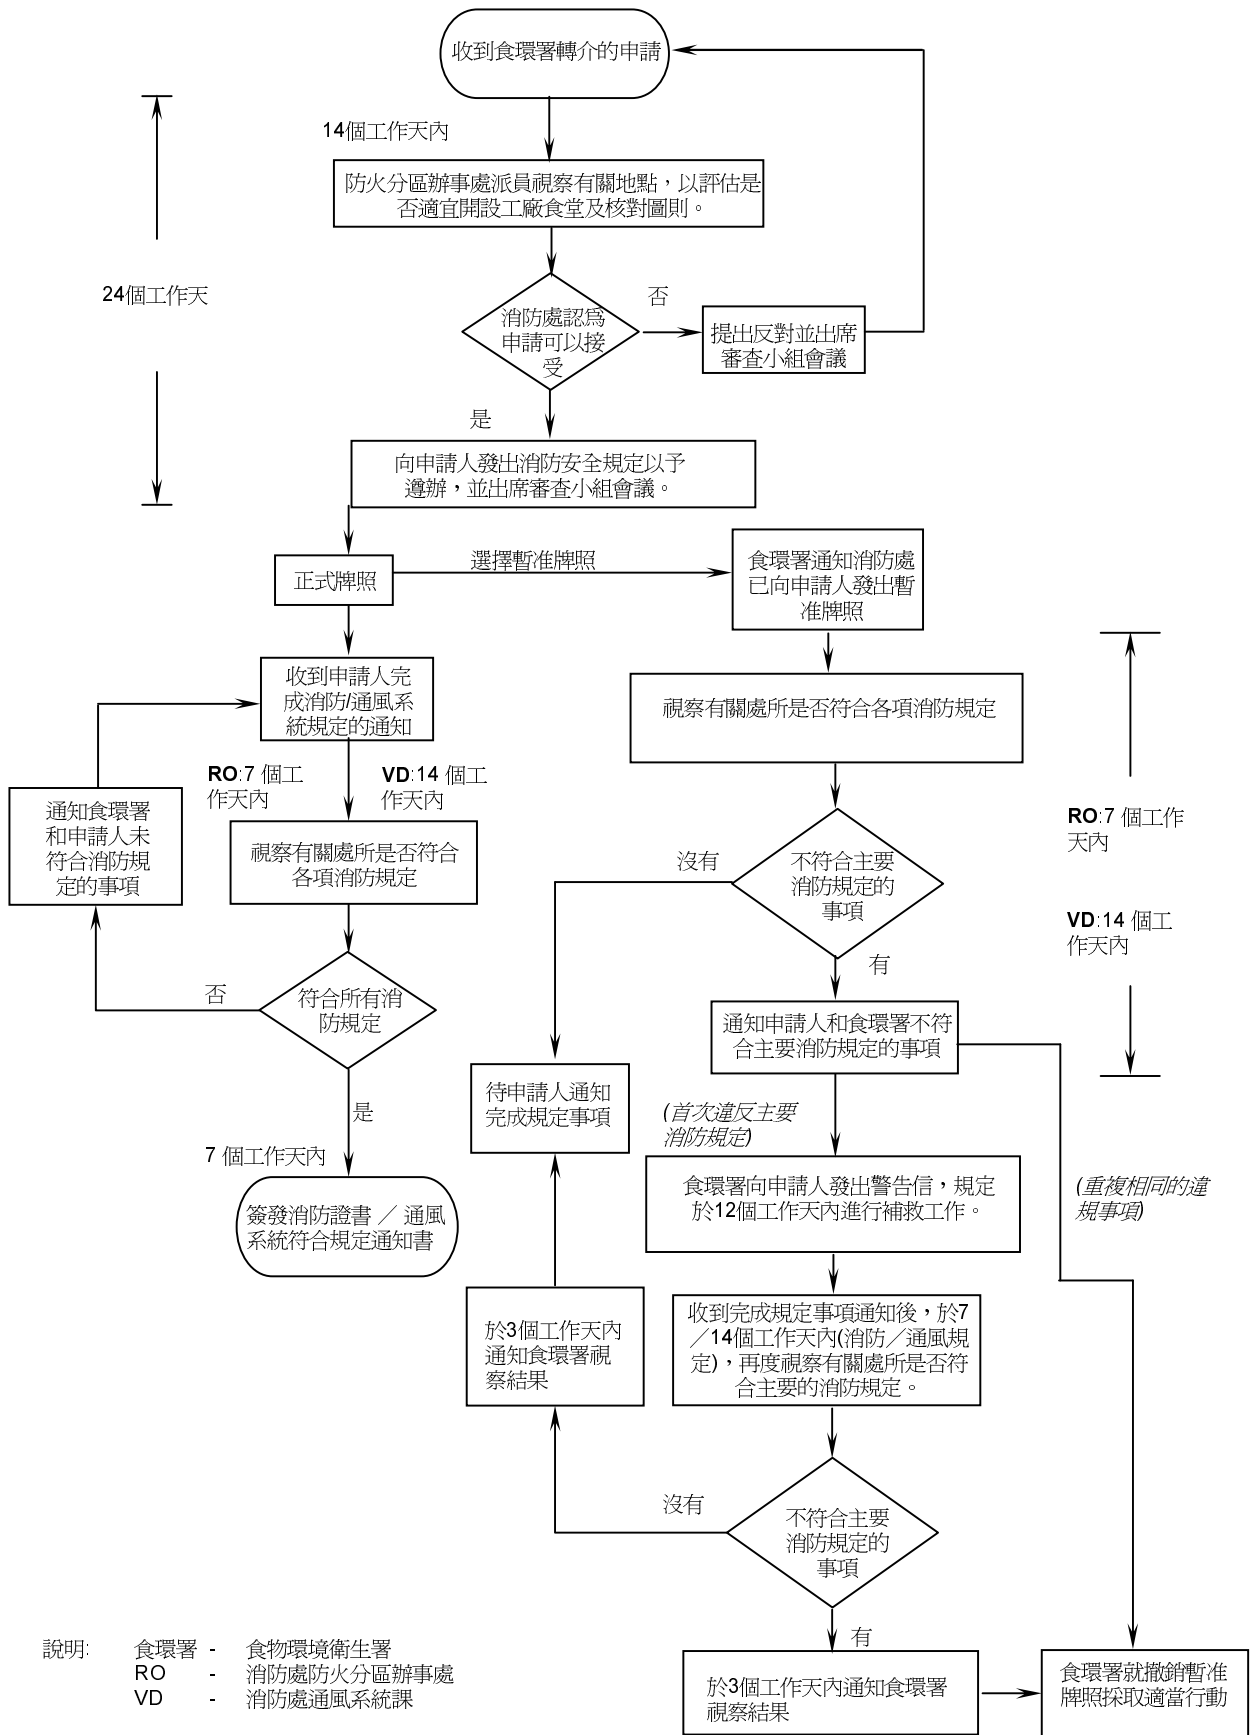 收到食環署轉介的申請
14個工作天內
防火分區辦事處派員視察有關地點，以評估是
否適宜開設工廠食堂及核對圖則。
24個工作天
消防處認為
申請可以接
受
否
提出反對並出席
審查小組會議
是
向申請人發出消防安全規定以予
遵辦，並出席審查小組會議。
正式牌照
選擇暫准牌照
食環署通知消防處
已向申請人發出暫
准牌照
收到申請人完
成消防/通風系
統規定的通知
RO:7 個工
作天內
VD:14 個工
作天內
通知食環署
和申請人未
符合消防規
定的事項
視察有關處所是否符合
各項消防規定
否
符合所有消
防規定
是
7 個工作天內
簽發消防證書 ／ 通風
系統符合規定通知書
視察有關處所是否符合各項消防規定
RO:7 個工作
天內
VD:14 個工
作天內
沒有
不符合主要
消防規定的
事項
有
通知申請人和食環署不符
合主要消防規定的事項
待申請人通知
完成規定事項
(首次違反主要
消防規定)
(重複相同的違
規事項)
食環署向申請人發出警告信，規定
於12個工作天內進行補救工作。
收到完成規定事項通知後，於7
／14個工作天內(消防／通風規
定)，再度視察有關處所是否符
合主要的消防規定。
於3個工作天內
通知食環署視
察結果
沒有
不符合主要
消防規定的
事項
有
於3個工作天內通知食環署
視察結果
食環署就撤銷暫准
牌照採取適當行動
說明: 食環署 - 食物環境衛生署
RO - 消防處防火分區辦事處
VD - 消防處通風系統課